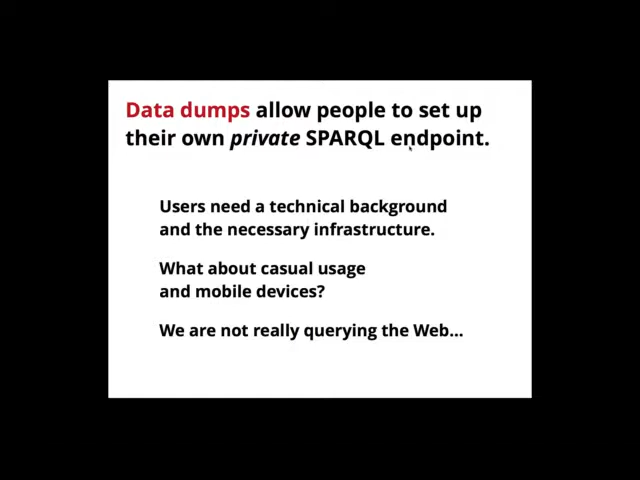 Data dumps allow people to set up
their own private SPARQL endpoint.
Users need a technical background
and the necessary infrastructure.
What about casual usage
and mobile devices?
We are not really querying the Web...